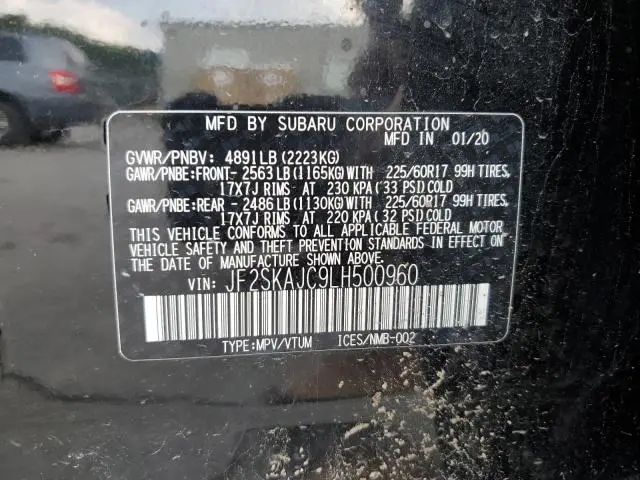 MFD BY SUBARU CORPORATION
MFD IN 01/20
GVWR/PNBV: 4891LB (2223KG)
GAWR/PNBE:FRONT- 2563LB (1165KG) WITH 225/60R17 99H TIRES
17X7J RIMS AT 230 KPA (33 PSI) COLD
GAWR/PNBE:REAR - 2486LB (1130KG) WITH 225/60R17 99H TIRES
17X7J RIMS AT 220 KPA (32 PSI) COLD
THIS VEHICLE CONFORMS TO ALL APPLICABLE FEDERAL MOTOR
VEHICLE SAFETY AND THEFT PREVENTION STANDARDS IN EFFECT ON
THE DATE OF MANUFACTURE SHOWN ABOVE.
VIN: JF2SKAJC9LH500960
TYPE:MPV/VTUM ICES/NMB-002